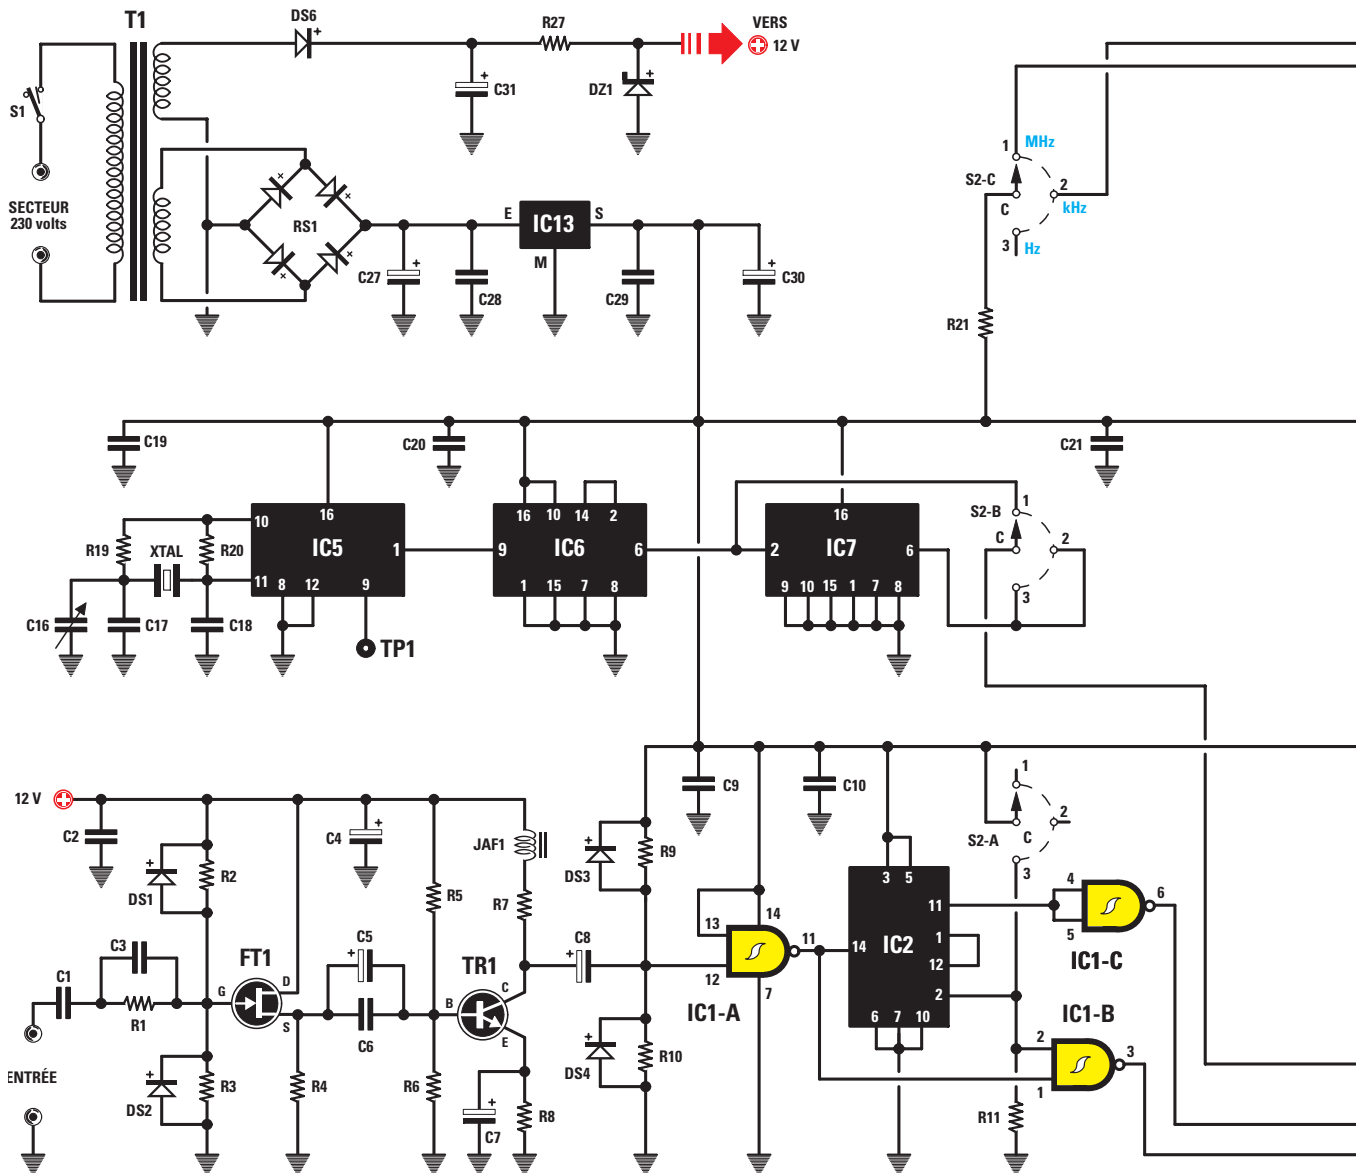 T1
DS6
R27
VERS
12 V
S1
C31
DZ1
1
MHz
S2-C
2
C
kHz
3
Hz
SECTEUR
230 volts
RS1
E
IC13
S
M
C27
C28
C29
C30
R21
C19
C20
C21
10
16
IC5
1
11
8
12
9
R19
XTAL
R20
C16
C17
C18
TP1
16
10
14
2
9
IC6
6
1
15
7
8
16
2
IC7
6
9
10
15
1
7
8
1
S2-B
C
2
3
12 V
C2
C4
JAF1
C9
C10
1
2
S2-A
C
3
DS1
R2
R5
R7
DS3
R9
3
5
11
14
IC2
1
12
2
6
7
10
4
6
5
IC1-C
C3
C1
R1
FT1
G
D
S
C5
C6
TR1
B
C
E
C8
13
14
11
12
7
IC1-A
IC1-B
2
3
1
ENTRÉE
DS2
R3
R4
R6
C7
R8
DS4
R10
R11